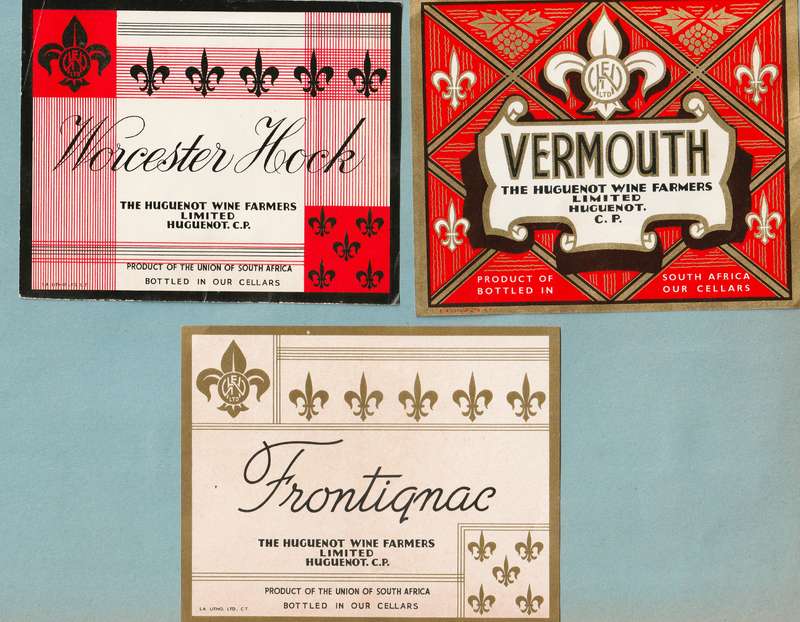 Worcester Hock
THE HUGUENOT WINE FARMERS
LIMITED
HUGUENOT. C.P.
PRODUCT OF THE UNION OF SOUTH AFRICA
BOTTLED IN OUR CELLARS
LTD
VERMOUTH
THE HUGUENOT WINE FARMERS
LIMITED
HUGUENOT.
C. P.
PRODUCT OF SOUTH AFRICA
BOTTLED IN OUR CELLARS
LTD
Frontignac
THE HUGUENOT WINE FARMERS
LIMITED
HUGUENOT. C.P.
PRODUCT OF THE UNION OF SOUTH AFRICA
S.A. LITHO. LTD., C.T. BOTTLED IN OUR CELLARS